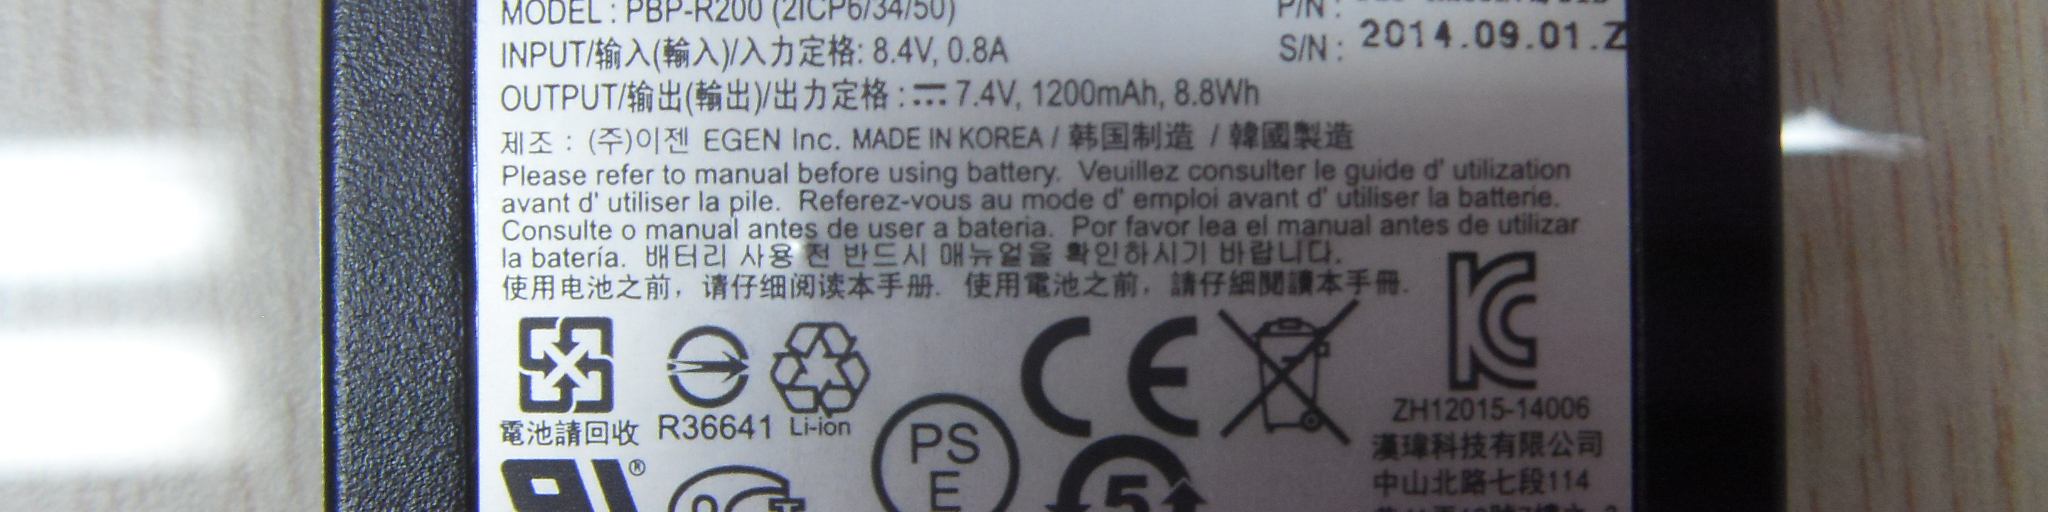 MODEL : PBP-R200 (2ICP6/34/50)
P/N :
INPUT/输入(輸入)/入力定格: 8.4V, 0.8A
S/N : 2014.09.01.Z
OUTPUT/输出(輸出)/出力定格 : ⎓ 7.4V, 1200mAh, 8.8Wh
제조 : (주)이젠 EGEN Inc. MADE IN KOREA / 韩国制造 / 韓國製造
Please refer to manual before using battery. Veuillez consulter le guide d' utilization
avant d' utiliser la pile. Referez-vous au mode d' emploi avant d' utiliser la batterie.
Consulte o manual antes de user a bateria. Por favor lea el manual antes de utilizar
la batería. 배터리 사용 전 반드시 매뉴얼을 확인하시기 바랍니다.
使用电池之前，请仔细阅读本手册. 使用電池之前，請仔細閱讀本手冊.
電池請回收
R36641
Li-ion
CE
KC
ZH12015-14006
漢瑋科技有限公司
中山北路七段114
PS
E
5
®